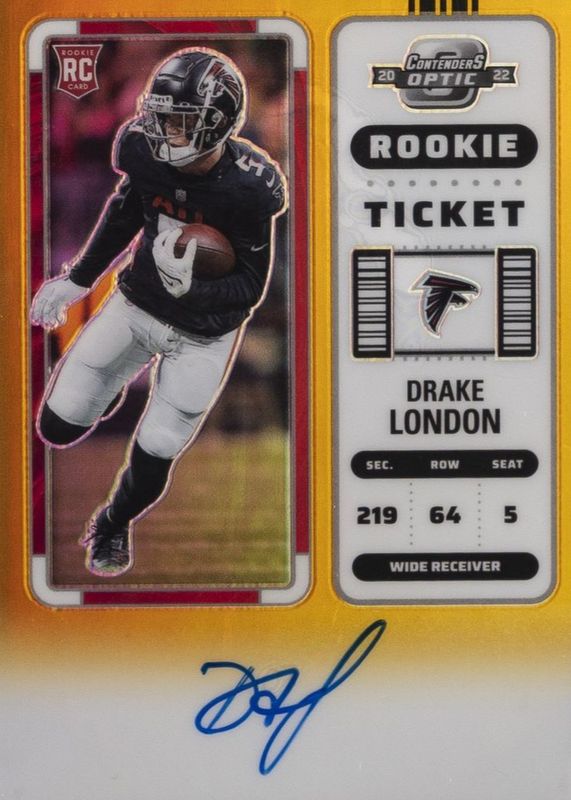 ROOKIE
RC
CARD
5
CONTENDERS
20 OPTIC 22
ROOKIE
TICKET
DRAKE
LONDON
SEC. ROW SEAT
219 64 5
WIDE RECEIVER